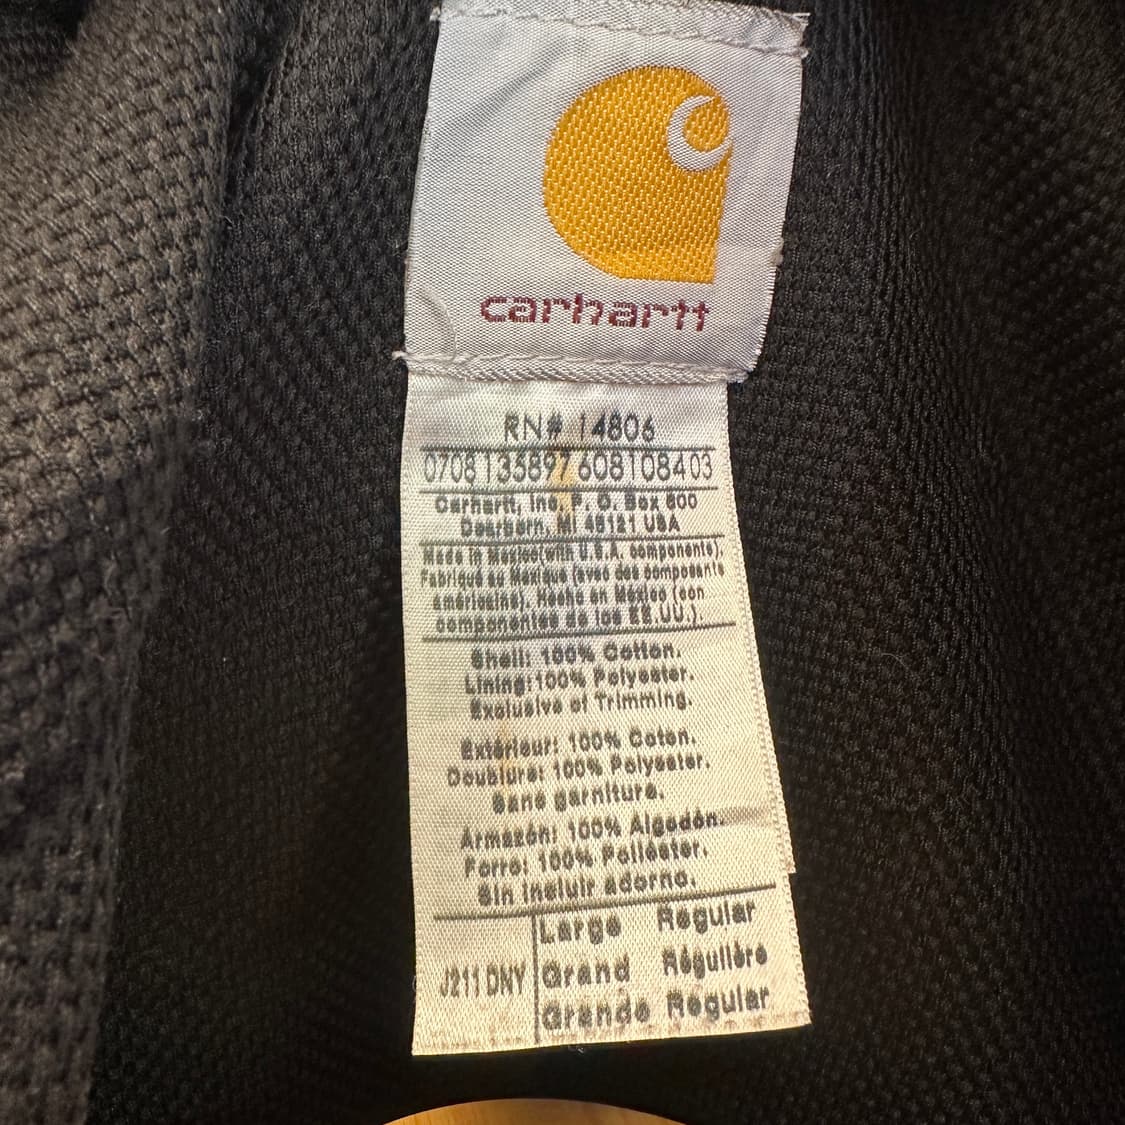 carhartt
RN# 14806
0708135897 608108403
Carhartt, Inc. P. O. Box 600
Dearborn, MI 48121 USA
Made in Mexico(with U.S.A. components).
Fabriqué au Mexique (avec des composants
américains). Hecho en México (con
componentes de los EE.UU.).
Shell: 100% Cotton.
Lining:100% Polyester.
Exclusive of Trimming.
Extérieur: 100% Coton.
Doublure: 100% Polyester.
Sans garniture.
Armazón: 100% Algodón.
Forro: 100% Poliéster.
Sin incluir adorno.
J211 DNY
Large Regular
Grand Régulière
Grande Regular